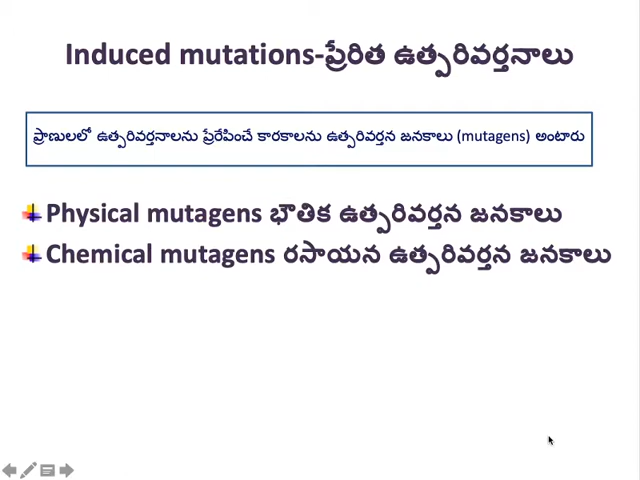 Induced mutations-ప్రేరిత ఉత్పరివర్తనాలు
ప్రాణులలో ఉత్పరివర్తనాలను ప్రేరేపించే కారకాలను ఉత్పరివర్తన జనకాలు (mutagens) అంటారు
Physical mutagens భౌతిక ఉత్పరివర్తన జనకాలు
Chemical mutagens రసాయన ఉత్పరివర్తన జనకాలు